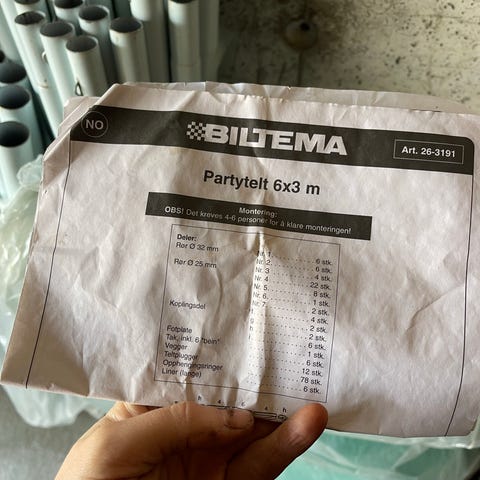 NO
BILTEMA
Art. 26-3191
Partytelt 6x3 m
Montering:
OBS! Det kreves 4-6 personer for å klare monteringen!
Deler:
Rør Ø 32 mm
Nr. 1 6 stk.
Nr. 2. 6 stk.
Nr. 3 4 stk.
Rør Ø 25 mm
Nr. 4 22 stk.
Nr. 5. 8 stk.
Nr. 6. 1 stk.
Nr. 7. 2 stk.
Koplingsdel
f. 4 stk.
g 2 stk.
h 2 stk.
Fotplate 6 stk.
Tak, inkl. 6 "bein" 1 stk.
Vegger 6 stk.
Teltplugger 12 stk.
Opphengingsringer 78 stk.
Liner (lange) 6 stk.